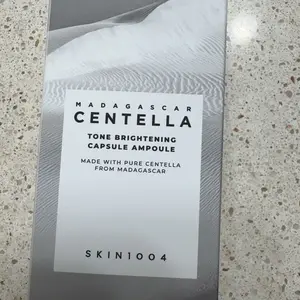 MADAGASCAR
CENTELLA
TONE BRIGHTENING
CAPSULE AMPOULE
MADE WITH PURE CENTELLA
FROM MADAGASCAR
SKIN1004